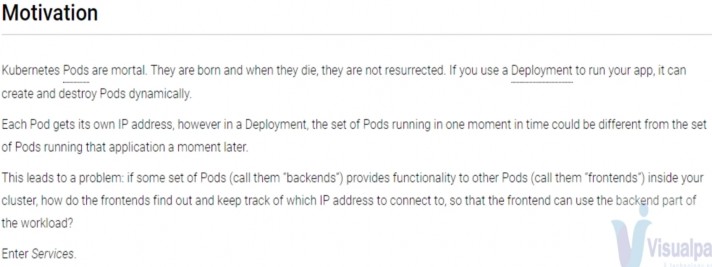 Motivation
Kubernetes Pods are mortal. They are born and when they die, they are not resurrected. If you use a Deployment to run your app, it can
create and destroy Pods dynamically.
Each Pod gets its own IP address, however in a Deployment, the set of Pods running in one moment in time could be different from the set
of Pods running that application a moment later.
This leads to a problem: if some set of Pods (call them "backends") provides functionality to other Pods (call them "frontends") inside your
cluster, how do the frontends find out and keep track of which IP address to connect to, so that the frontend can use the backend part of
the workload?
Enter Services.
Visualpa